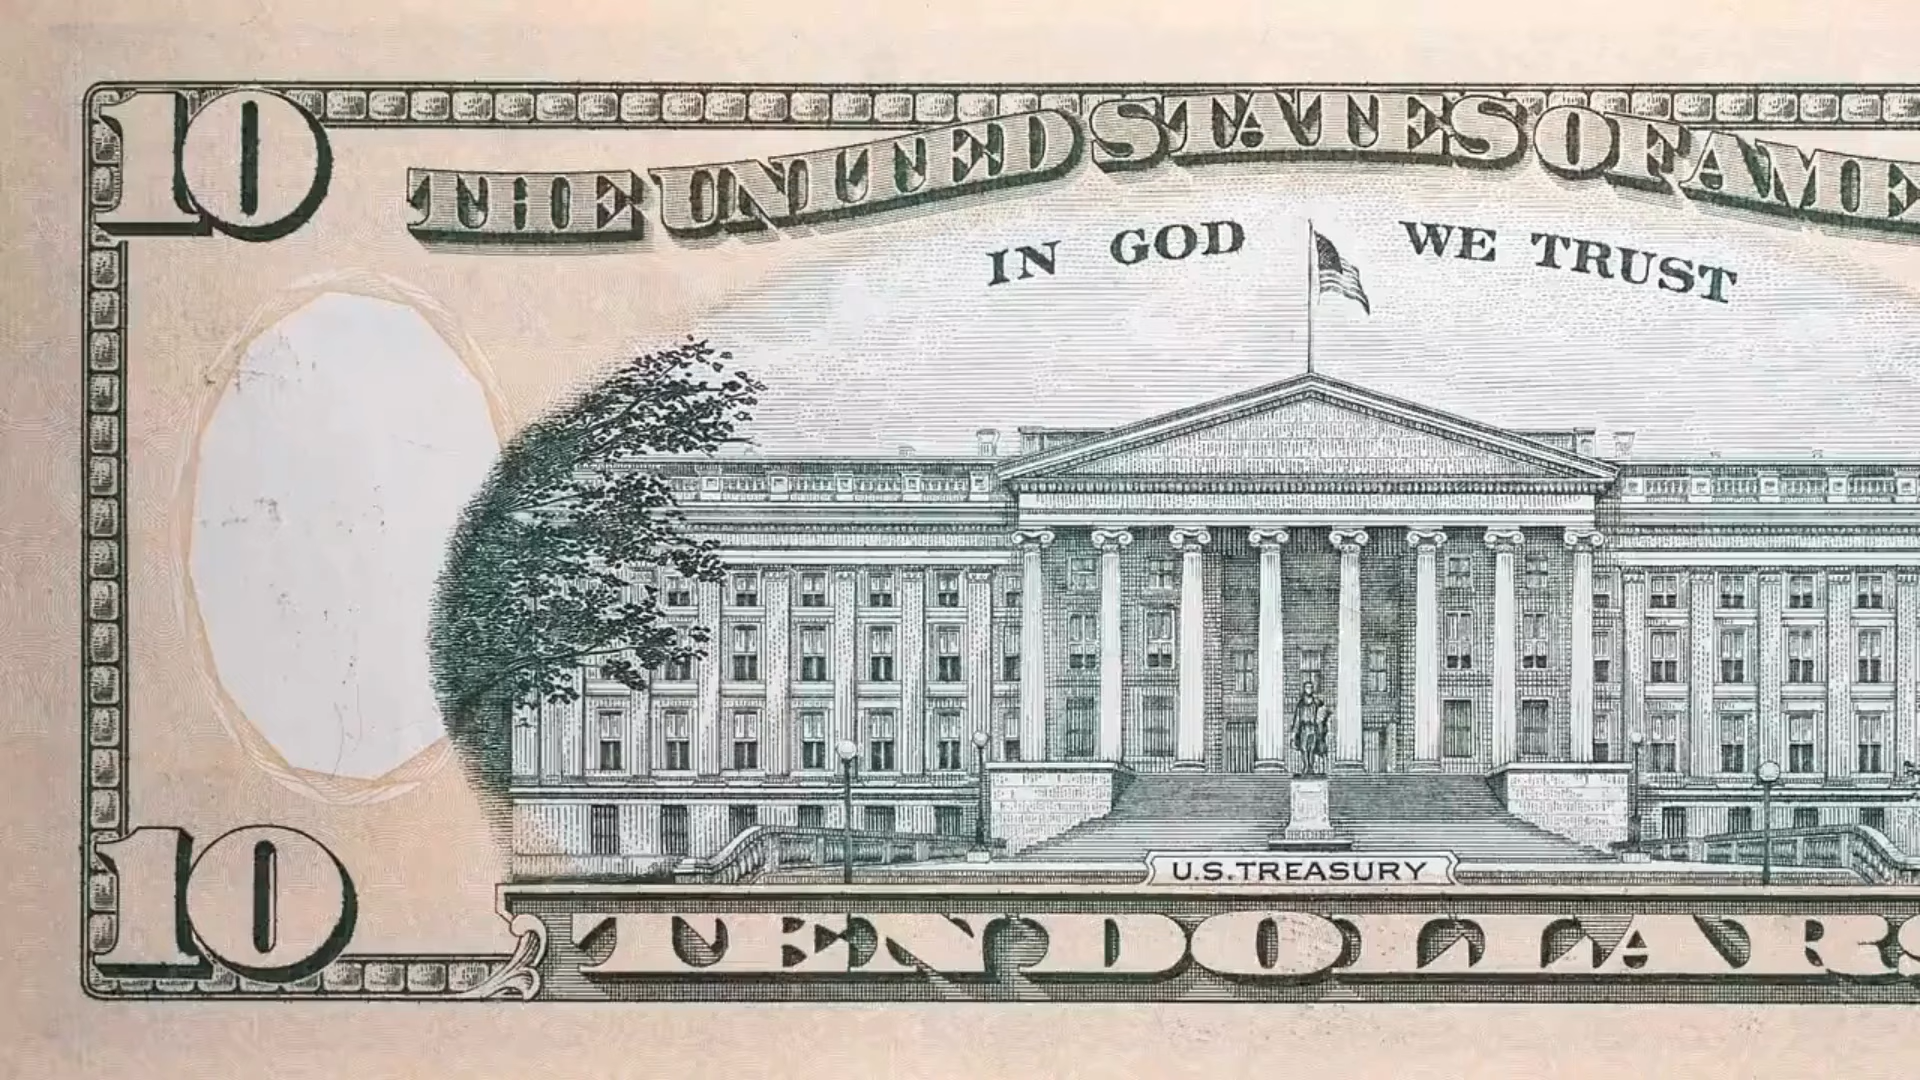 10
THE UNITED STATES OF AME
IN GOD WE TRUST
U.S. TREASURY
10
TEN DOLLARS